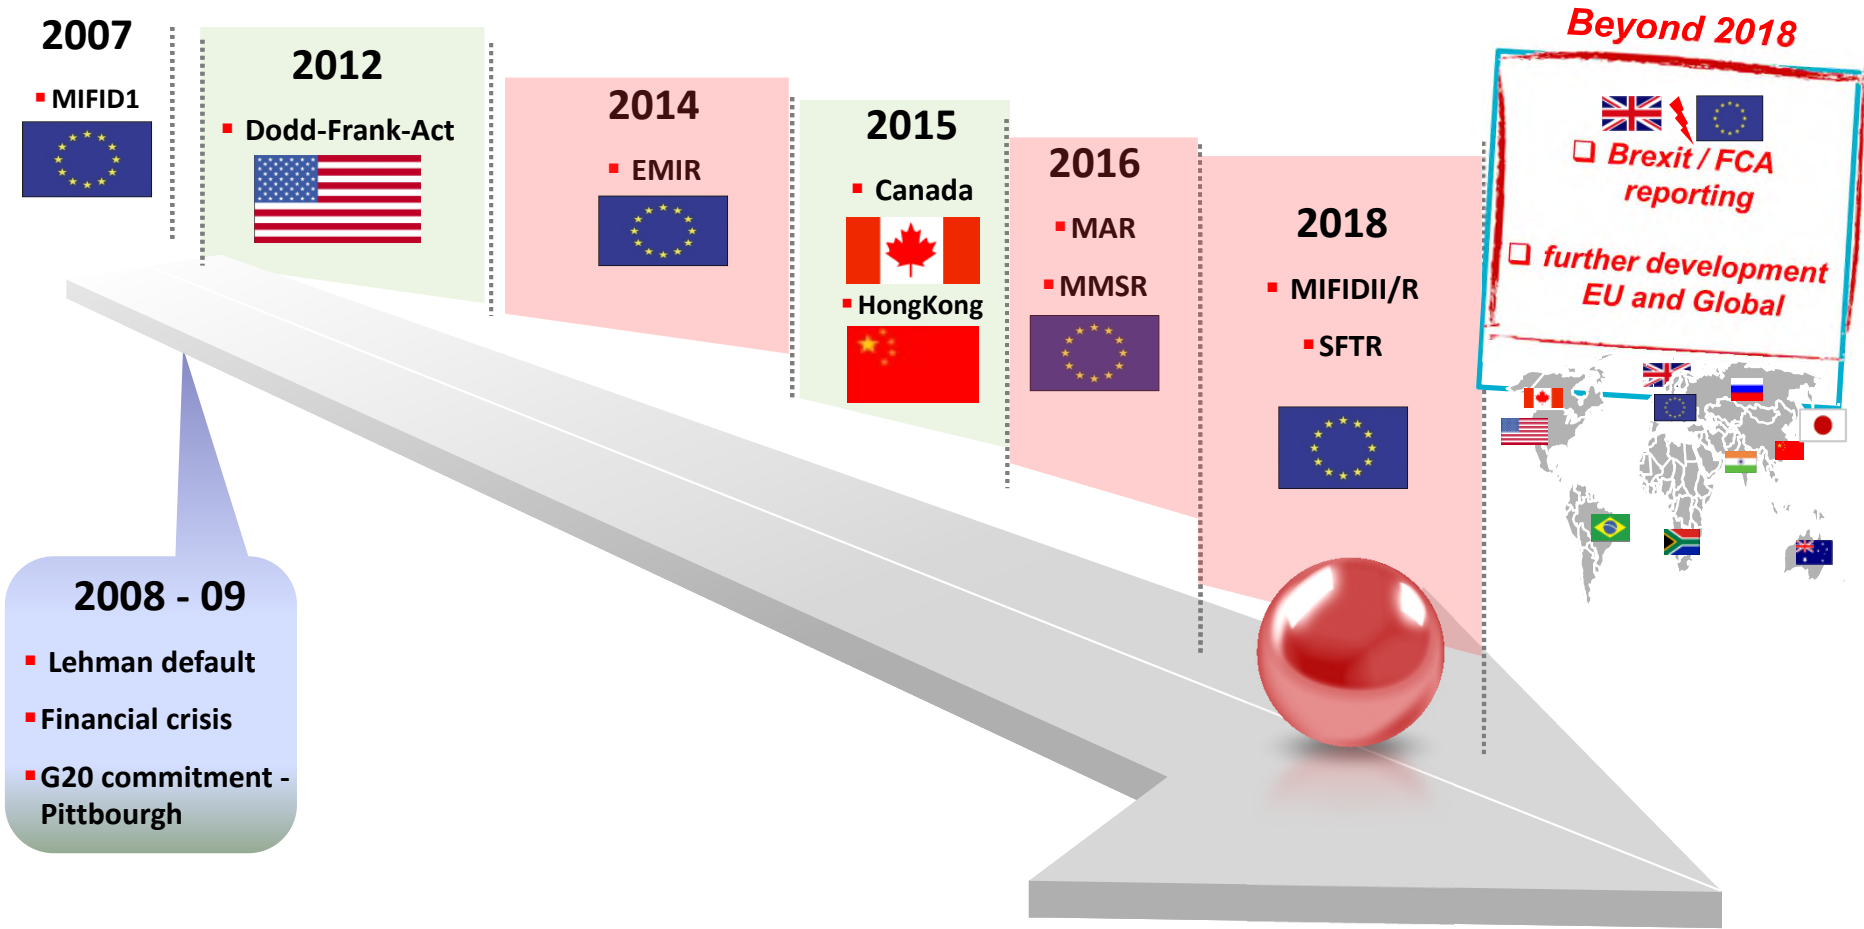 2007
MIFID1
2012
Dodd-Frank-Act
2014
EMIR
2015
Canada
HongKong
2016
MAR
MMSR
2018
MIFIDII/R
SFTR
Beyond 2018
Brexit / FCA
reporting
further development
EU and Global
2008 - 09
Lehman default
Financial crisis
G20 commitment -
Pittbourgh